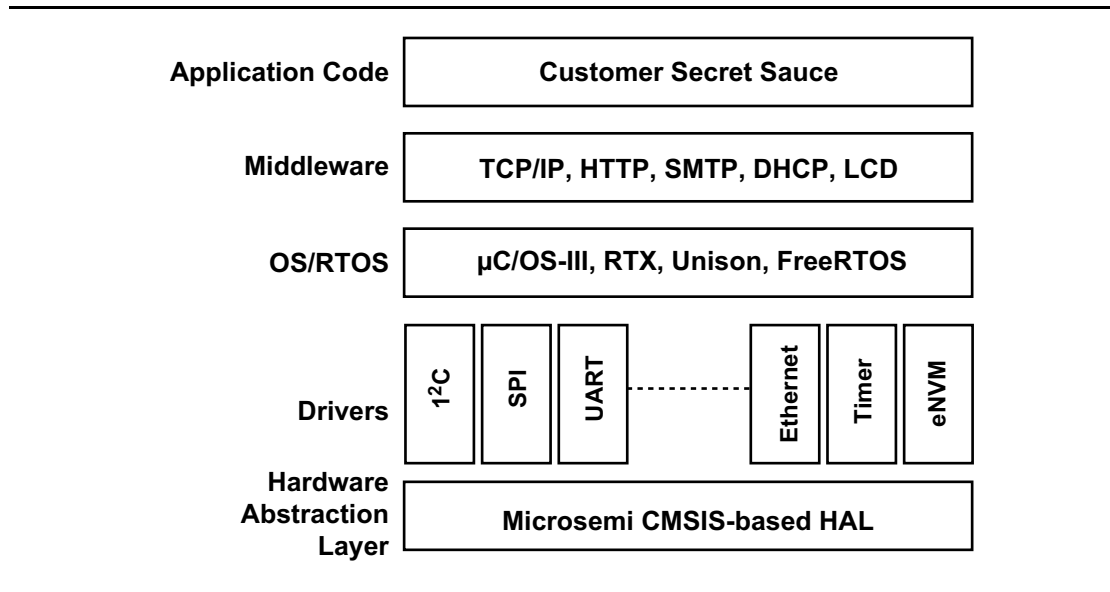 Application Code
Customer Secret Sauce
Middleware
TCP/IP, HTTP, SMTP, DHCP, LCD
OS/RTOS
µC/OS-III, RTX, Unison, FreeRTOS
Drivers
1²C
SPI
UART
Ethernet
Timer
eNVM
Hardware
Abstraction
Layer
Microsemi CMSIS-based HAL